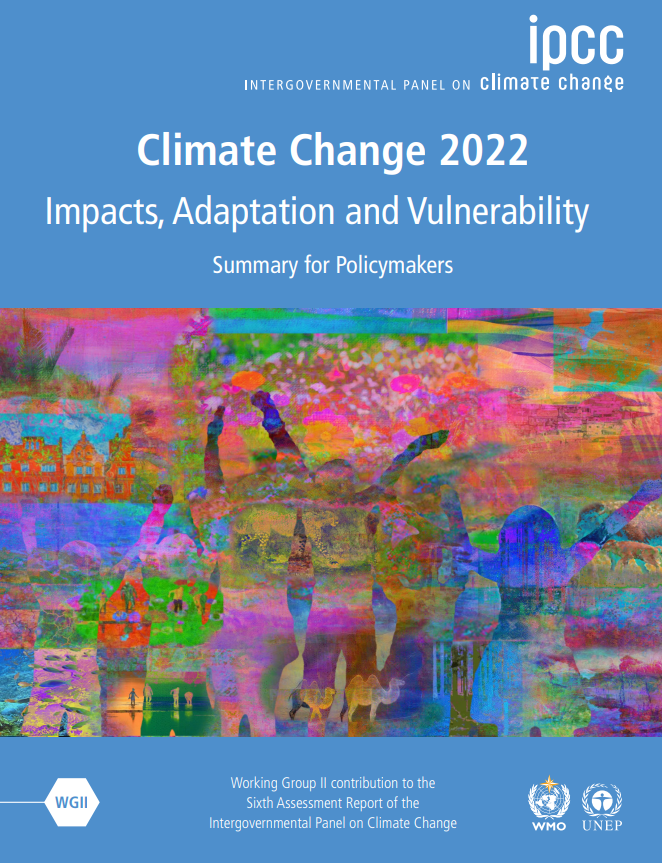 ipcc
INTERGOVERNMENTAL PANEL ON climate change
Climate Change 2022
Impacts, Adaptation and Vulnerability
Summary for Policymakers
WGII
Working Group II contribution to the
Sixth Assessment Report of the
Intergovernmental Panel on Climate Change
WMO
UNEP